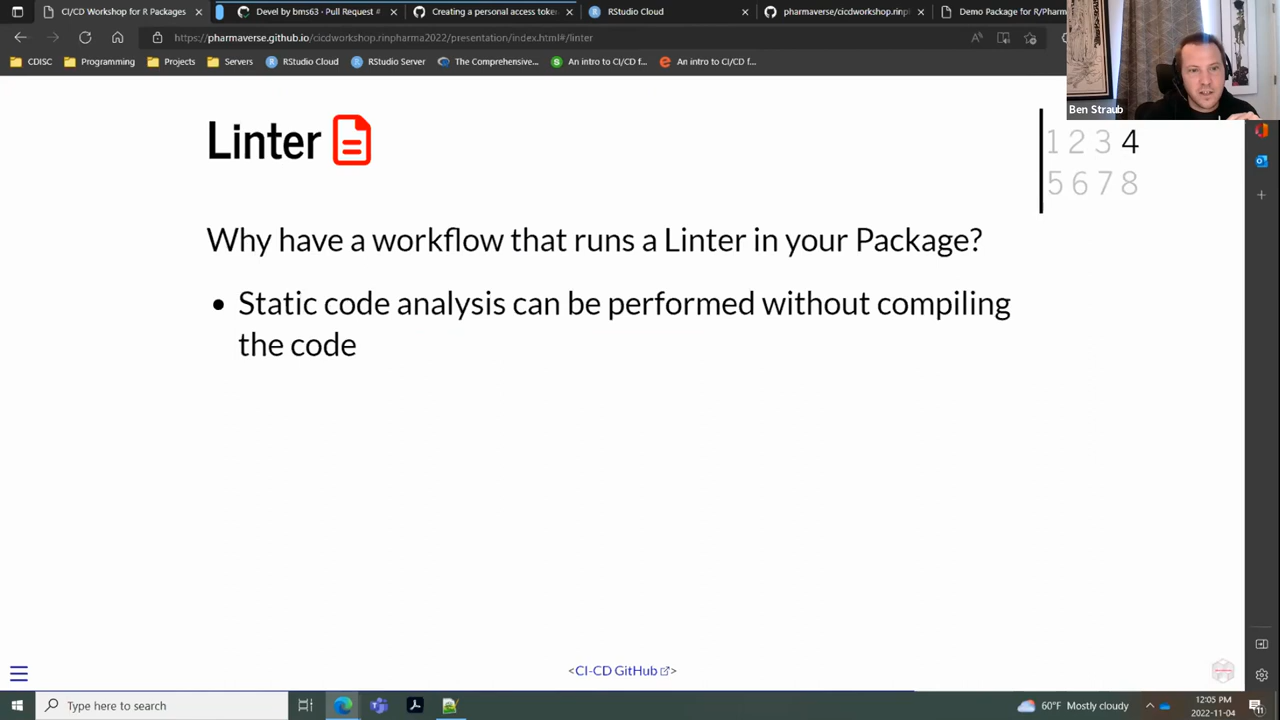 CI/CD Workshop for R Packages
Devel by bms63 · Pull Request #
Creating a personal access toke
RStudio Cloud
pharmaverse/cicdworkshop.rinp
Demo Package for R/Pharm
https://pharmaverse.github.io/cicdworkshop.rinpharma2022/presentation/index.html#/linter
CDISC
Programming
Projects
Servers
RStudio Cloud
RStudio Server
The Comprehensive...
An intro to CI/CD f...
An intro to CI/CD f...
Ben Straub
Linter
1 2 3 4
5 6 7 8
Why have a workflow that runs a Linter in your Package?
• Static code analysis can be performed without compiling
the code
<CI-CD GitHub>
Type here to search
60°F Mostly cloudy
12:05 PM
2022-11-04
11